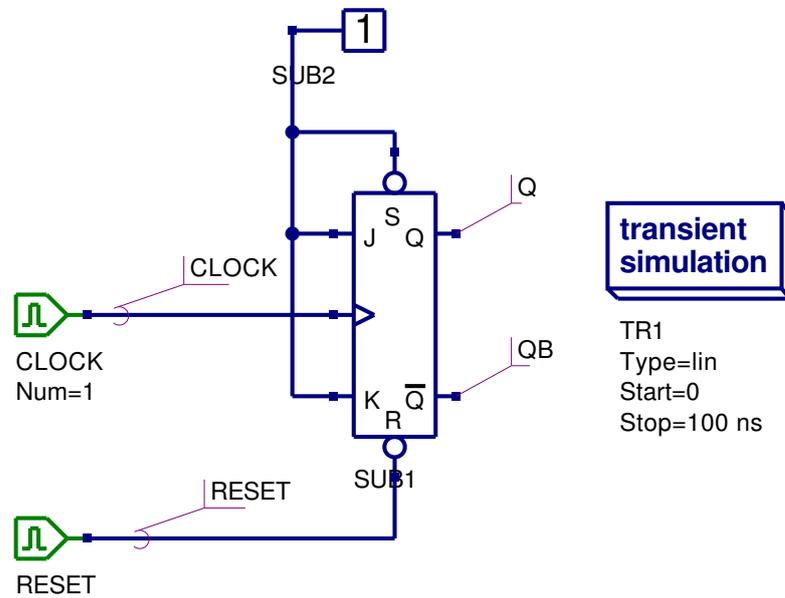 1
SUB2
S
J Q
K Q
R
SUB1
Q
QB
CLOCK
CLOCK
Num=1
RESET
RESET
transient
simulation
TR1
Type=lin
Start=0
Stop=100 ns